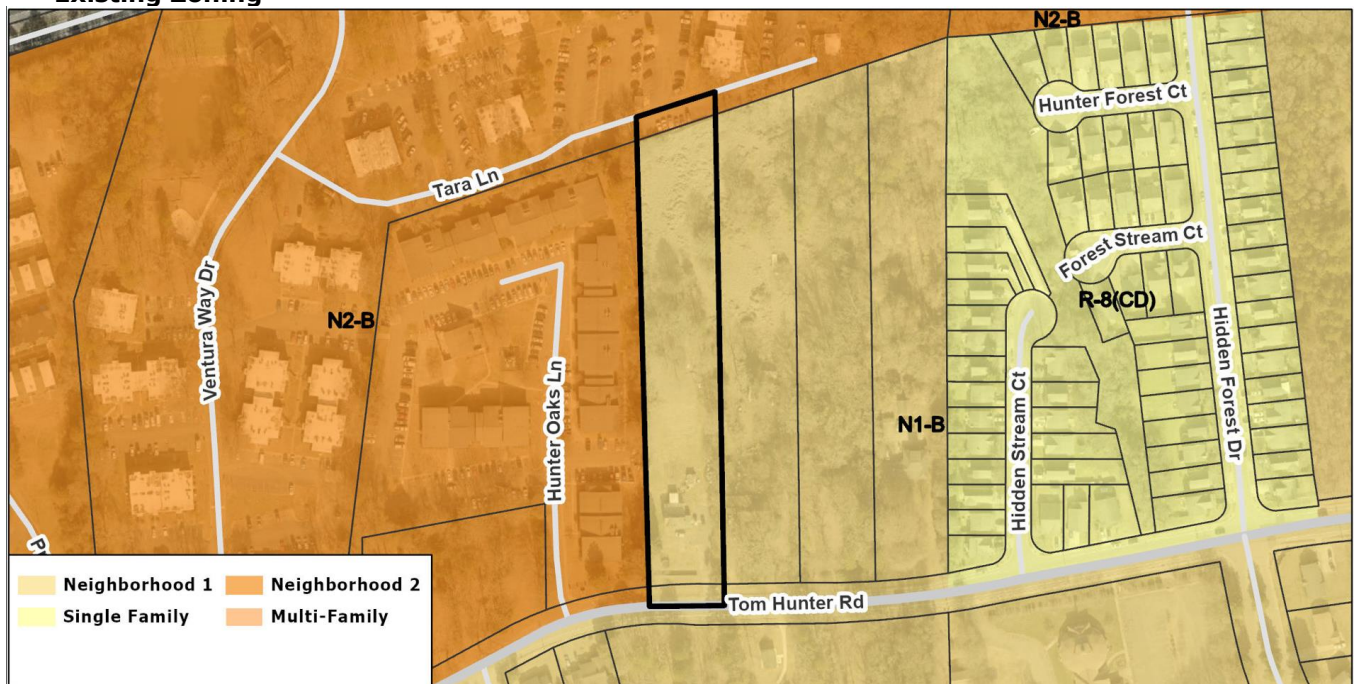 Existing Zoning
N2-B
Hunter Forest Ct
Tara Ln
Forest Stream Ct
R-8(CD)
Ventura Way Dr
N2-B
Hunter Oaks Ln
N1-B
Hidden Stream Ct
Hidden Forest Dr
Tom Hunter Rd
Neighborhood 1
Neighborhood 2
Single Family
Multi-Family